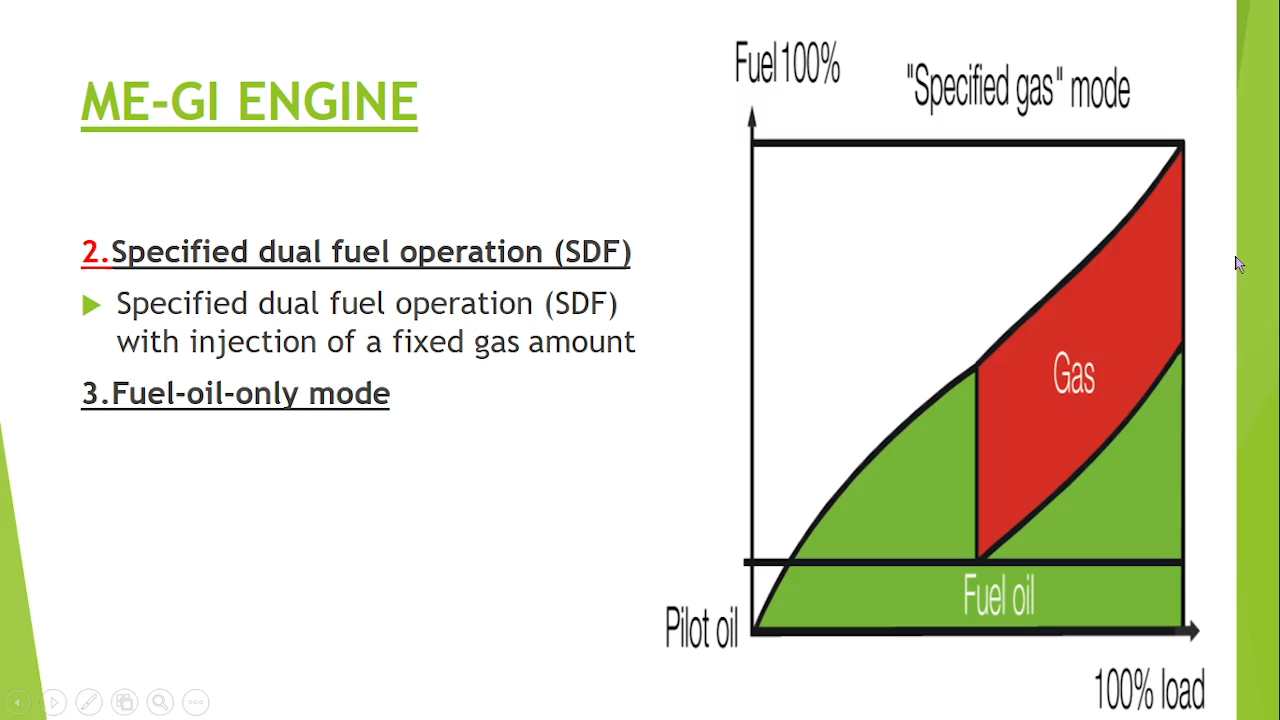 ME-GI ENGINE
2.Specified dual fuel operation (SDF)
Specified dual fuel operation (SDF)
with injection of a fixed gas amount
3.Fuel-oil-only mode
Fuel 100%
"Specified gas" mode
Gas
Fuel oil
Pilot oil
100% load